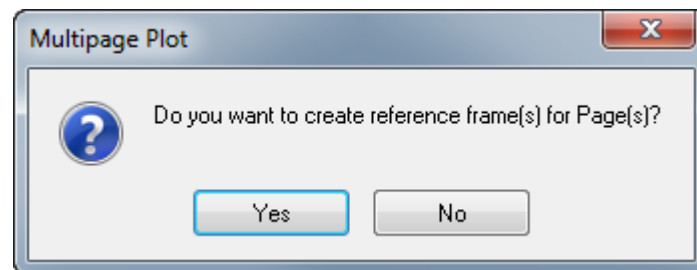 Multipage Plot
Do you want to create reference frame(s) for Page(s)?
Yes
No